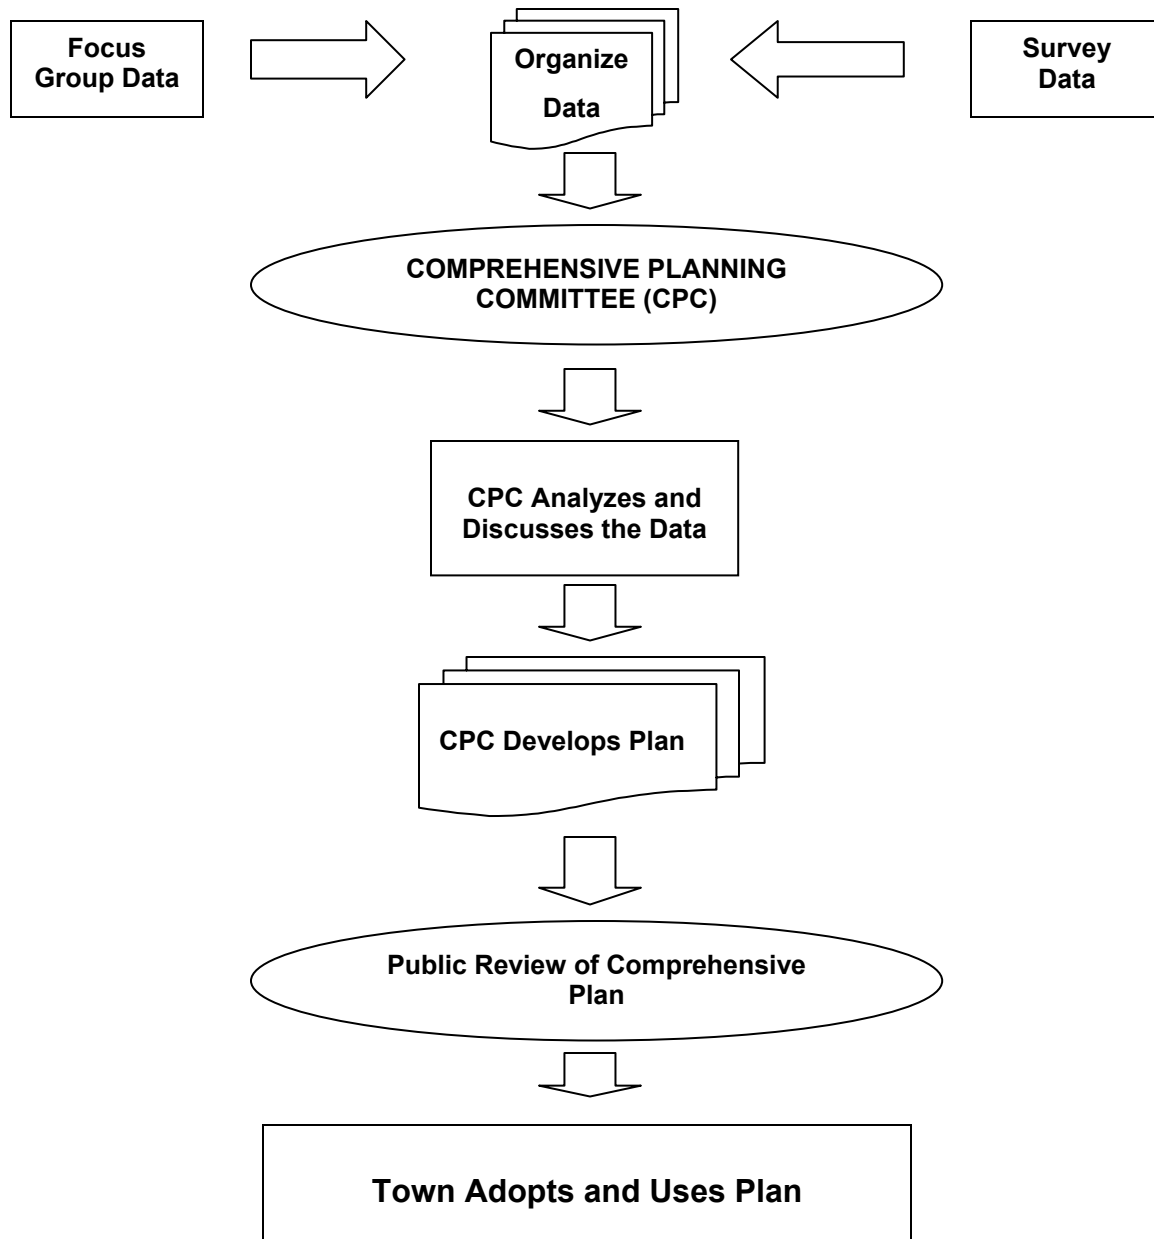 Focus
Group Data
Organize
Data
Survey
Data
COMPREHENSIVE PLANNING
COMMITTEE (CPC)
CPC Analyzes and
Discusses the Data
CPC Develops Plan
Public Review of Comprehensive
Plan
Town Adopts and Uses Plan